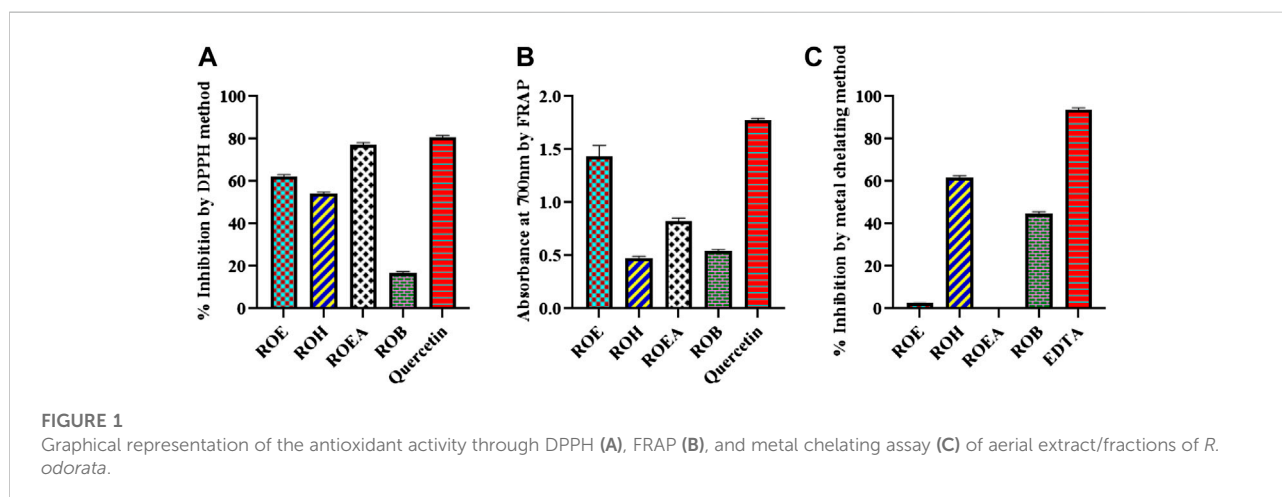 A
% Inhibition by DPPH method
100
80
60
40
20
0
ROE
ROH
ROEA
ROB
Quercetin
B
Absorbance at 700nm by FRAP
2.0
1.5
1.0
0.5
0.0
ROE
ROH
ROEA
ROB
Quercetin
C
% Inhibition by metal chelating method
100
80
60
40
20
0
ROE
ROH
ROEA
ROB
EDTA
FIGURE 1
Graphical representation of the antioxidant activity through DPPH (A), FRAP (B), and metal chelating assay (C) of aerial extract/fractions of R.
odorata.